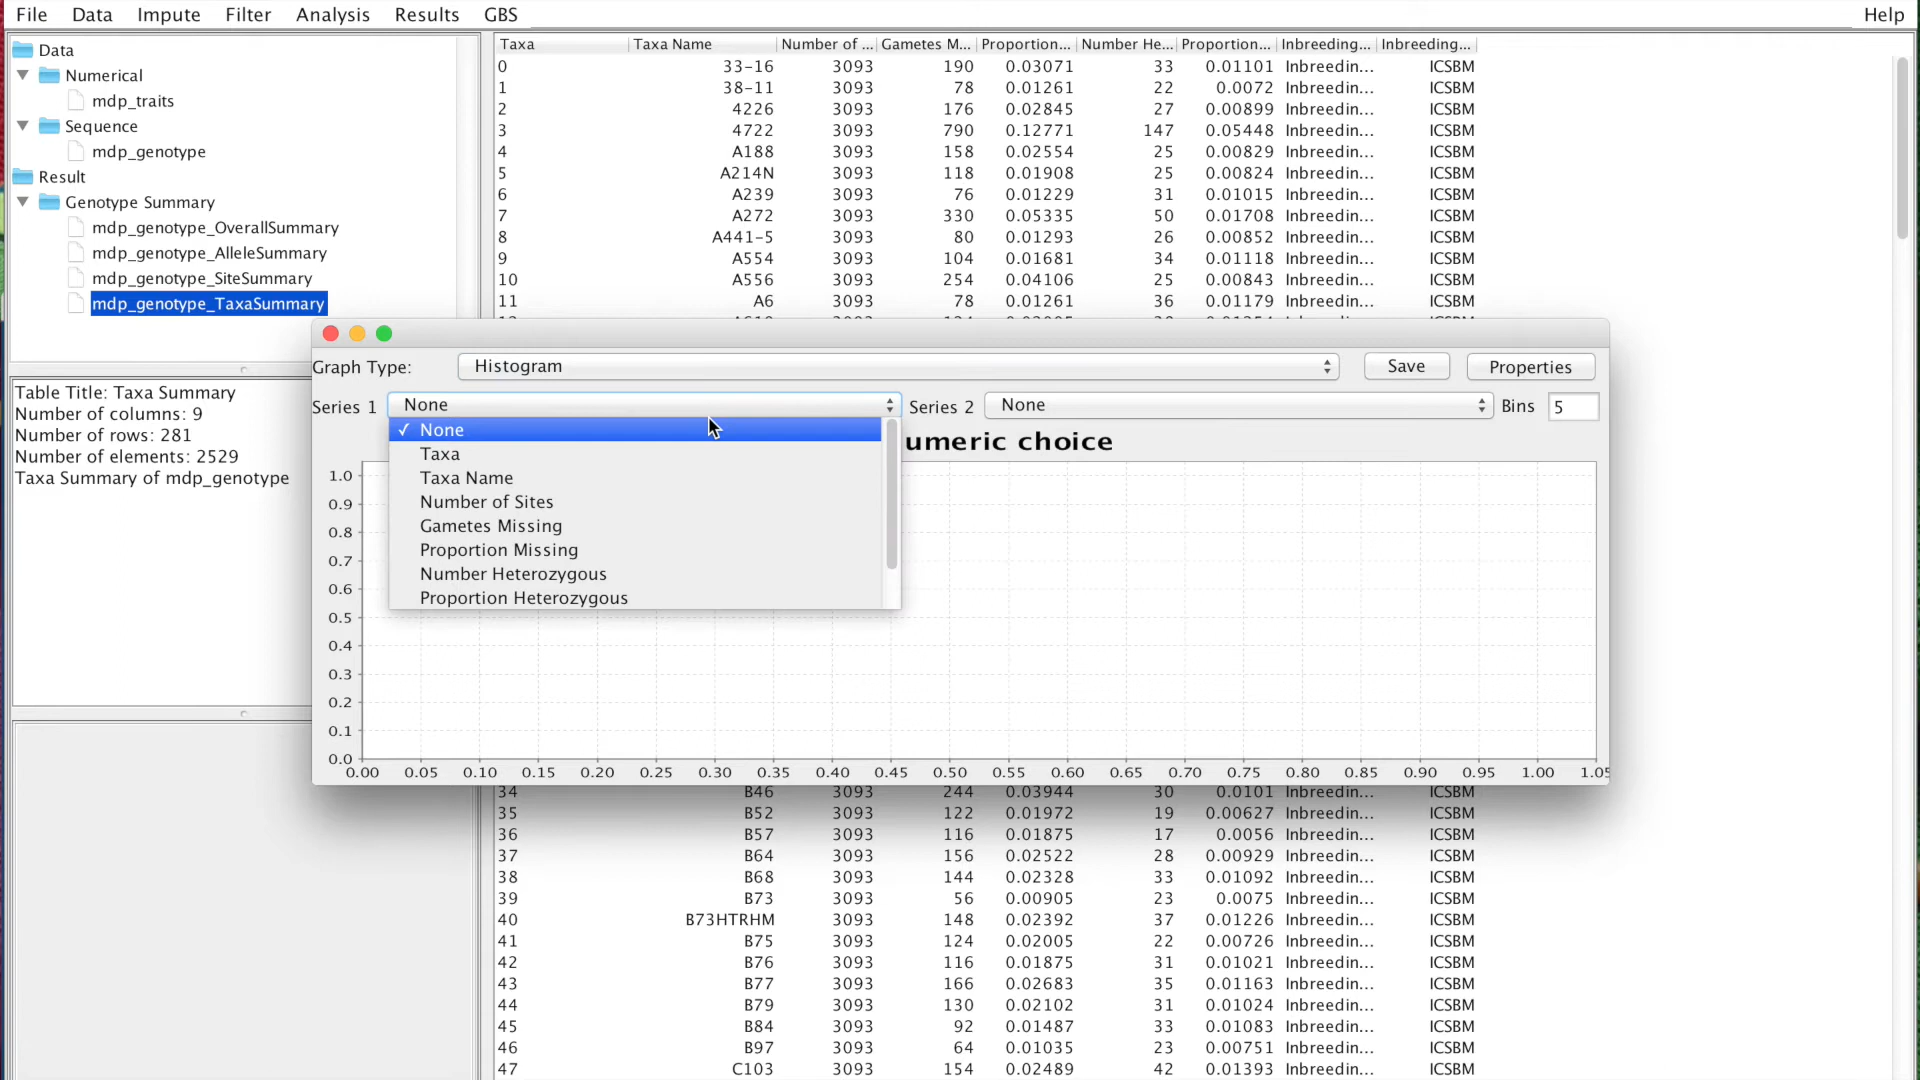 File Data Impute Filter Analysis Results GBS Help
Data
Numerical
mdp_traits
Sequence
mdp_genotype
Result
Genotype Summary
mdp_genotype_OverallSummary
mdp_genotype_AlleleSummary
mdp_genotype_SiteSummary
mdp_genotype_TaxaSummary
Table Title: Taxa Summary
Number of columns: 9
Number of rows: 281
Number of elements: 2529
Taxa Summary of mdp_genotype
Taxa Taxa Name Number of ... Gametes M... Proportion... Number He... Proportion... Inbreeding... Inbreeding...
0 33-16 3093 190 0.03071 33 0.01101 Inbreedin... ICSBM
1 38-11 3093 78 0.01261 22 0.0072 Inbreedin... ICSBM
2 4226 3093 176 0.02845 27 0.00899 Inbreedin... ICSBM
3 4722 3093 790 0.12771 147 0.05448 Inbreedin... ICSBM
4 A188 3093 158 0.02554 25 0.00829 Inbreedin... ICSBM
5 A214N 3093 118 0.01908 25 0.00824 Inbreedin... ICSBM
6 A239 3093 76 0.01229 31 0.01015 Inbreedin... ICSBM
7 A272 3093 330 0.05335 50 0.01708 Inbreedin... ICSBM
8 A441-5 3093 80 0.01293 26 0.00852 Inbreedin... ICSBM
9 A554 3093 104 0.01681 34 0.01118 Inbreedin... ICSBM
10 A556 3093 254 0.04106 25 0.00843 Inbreedin... ICSBM
11 A6 3093 78 0.01261 36 0.01179 Inbreedin... ICSBM
Graph Type: Histogram Save Properties
Series 1 None Series 2 None Bins 5
None
Taxa
Taxa Name
Number of Sites
Gametes Missing
Proportion Missing
Number Heterozygous
Proportion Heterozygous
umeric choice
1.0
0.9
0.8
0.7
0.6
0.5
0.4
0.3
0.2
0.1
0.0
0.00 0.05 0.10 0.15 0.20 0.25 0.30 0.35 0.40 0.45 0.50 0.55 0.60 0.65 0.70 0.75 0.80 0.85 0.90 0.95 1.00 1.05
34 B46 3093 244 0.03944 30 0.0101 Inbreedin... ICSBM
35 B52 3093 122 0.01972 19 0.00627 Inbreedin... ICSBM
36 B57 3093 116 0.01875 17 0.0056 Inbreedin... ICSBM
37 B64 3093 156 0.02522 28 0.00929 Inbreedin... ICSBM
38 B68 3093 144 0.02328 33 0.01092 Inbreedin... ICSBM
39 B73 3093 56 0.00905 23 0.0075 Inbreedin... ICSBM
40 B73HTRHM 3093 148 0.02392 37 0.01226 Inbreedin... ICSBM
41 B75 3093 124 0.02005 22 0.00726 Inbreedin... ICSBM
42 B76 3093 116 0.01875 31 0.01021 Inbreedin... ICSBM
43 B77 3093 166 0.02683 35 0.01163 Inbreedin... ICSBM
44 B79 3093 130 0.02102 31 0.01024 Inbreedin... ICSBM
45 B84 3093 92 0.01487 33 0.01083 Inbreedin... ICSBM
46 B97 3093 64 0.01035 23 0.00751 Inbreedin... ICSBM
47 C103 3093 154 0.02489 42 0.01393 Inbreedin... ICSBM